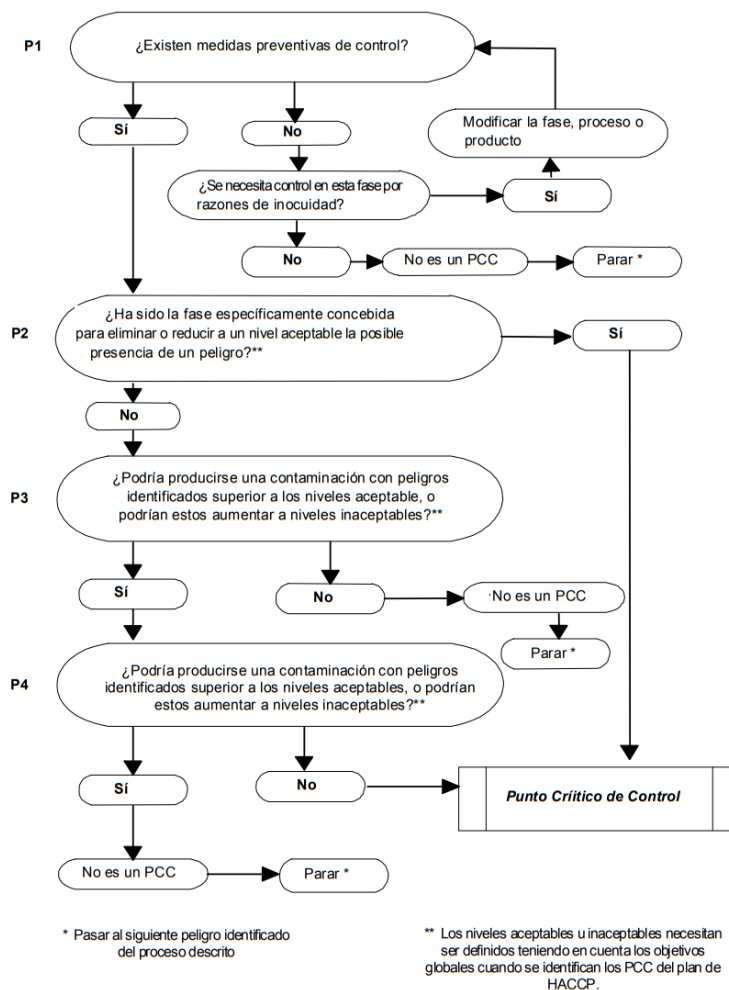 P1
¿Existen medidas preventivas de control?
Sí
No
Modificar la fase, proceso o
producto
¿Se necesita control en esta fase por
razones de inocuidad?
Sí
No
No es un PCC
Parar *
P2
¿Ha sido la fase específicamente concebida
para eliminar o reducir a un nivel aceptable la posible
presencia de un peligro?**
Sí
No
P3
¿Podría producirse una contaminación con peligros
identificados superior a los niveles aceptable, o
podrían estos aumentar a niveles inaceptables?**
Sí
No
No es un PCC
Parar *
P4
¿Podría producirse una contaminación con peligros
identificados superior a los niveles aceptables, o podrían
estos aumentar a niveles inaceptables?**
Sí
No
Punto Críitico de Control
No es un PCC
Parar *
* Pasar al siguiente peligro identificado
del proceso descrito
** Los niveles aceptables u inaceptables necesitan
ser definidos teniendo en cuenta los objetivos
globales cuando se identifican los PCC del plan de
HACCP.